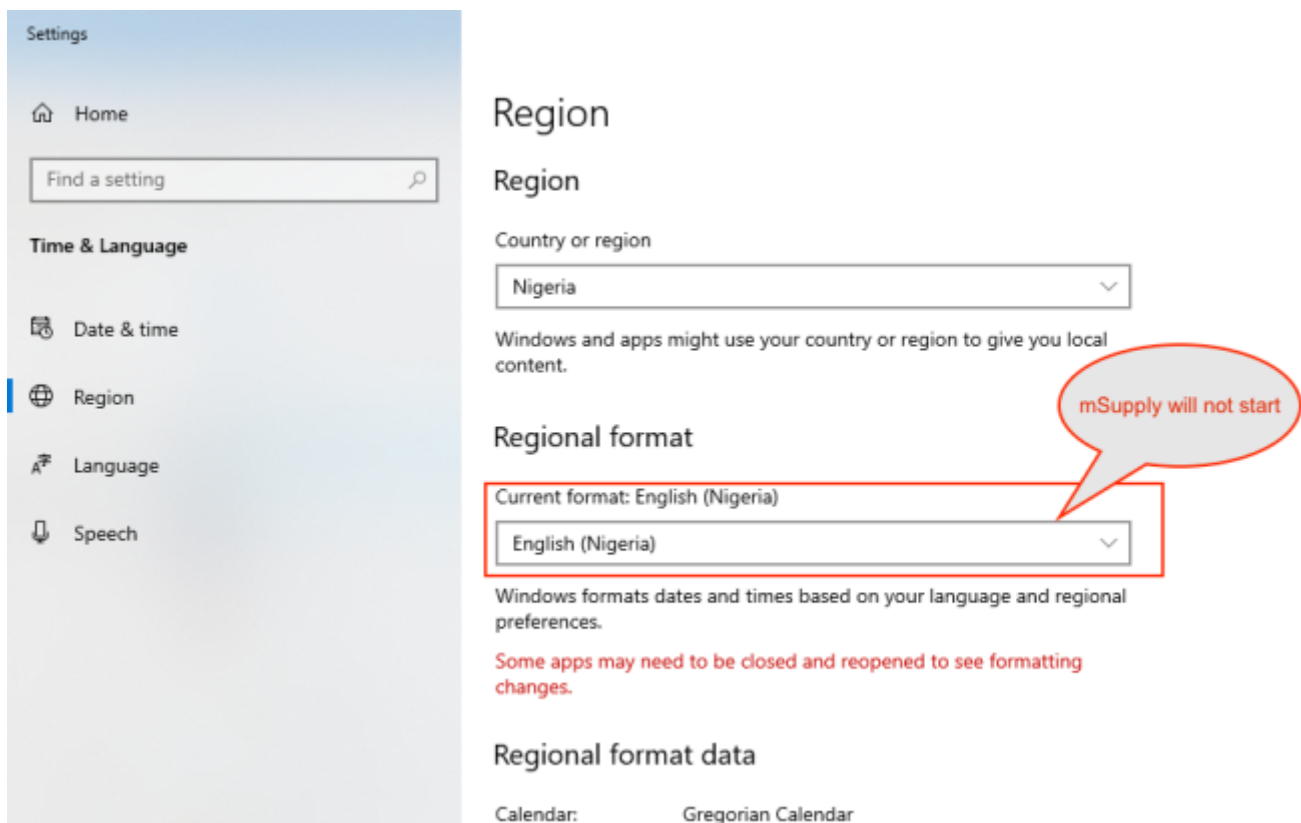 Settings
Home
Find a setting
Time & Language
Date & time
Region
Language
Speech
Region
Region
Country or region
Nigeria
Windows and apps might use your country or region to give you local
content.
mSupply will not start
Regional format
Current format: English (Nigeria)
English (Nigeria)
Windows formats dates and times based on your language and regional
preferences.
Some apps may need to be closed and reopened to see formatting
changes.
Regional format data
Calendar: Gregorian Calendar